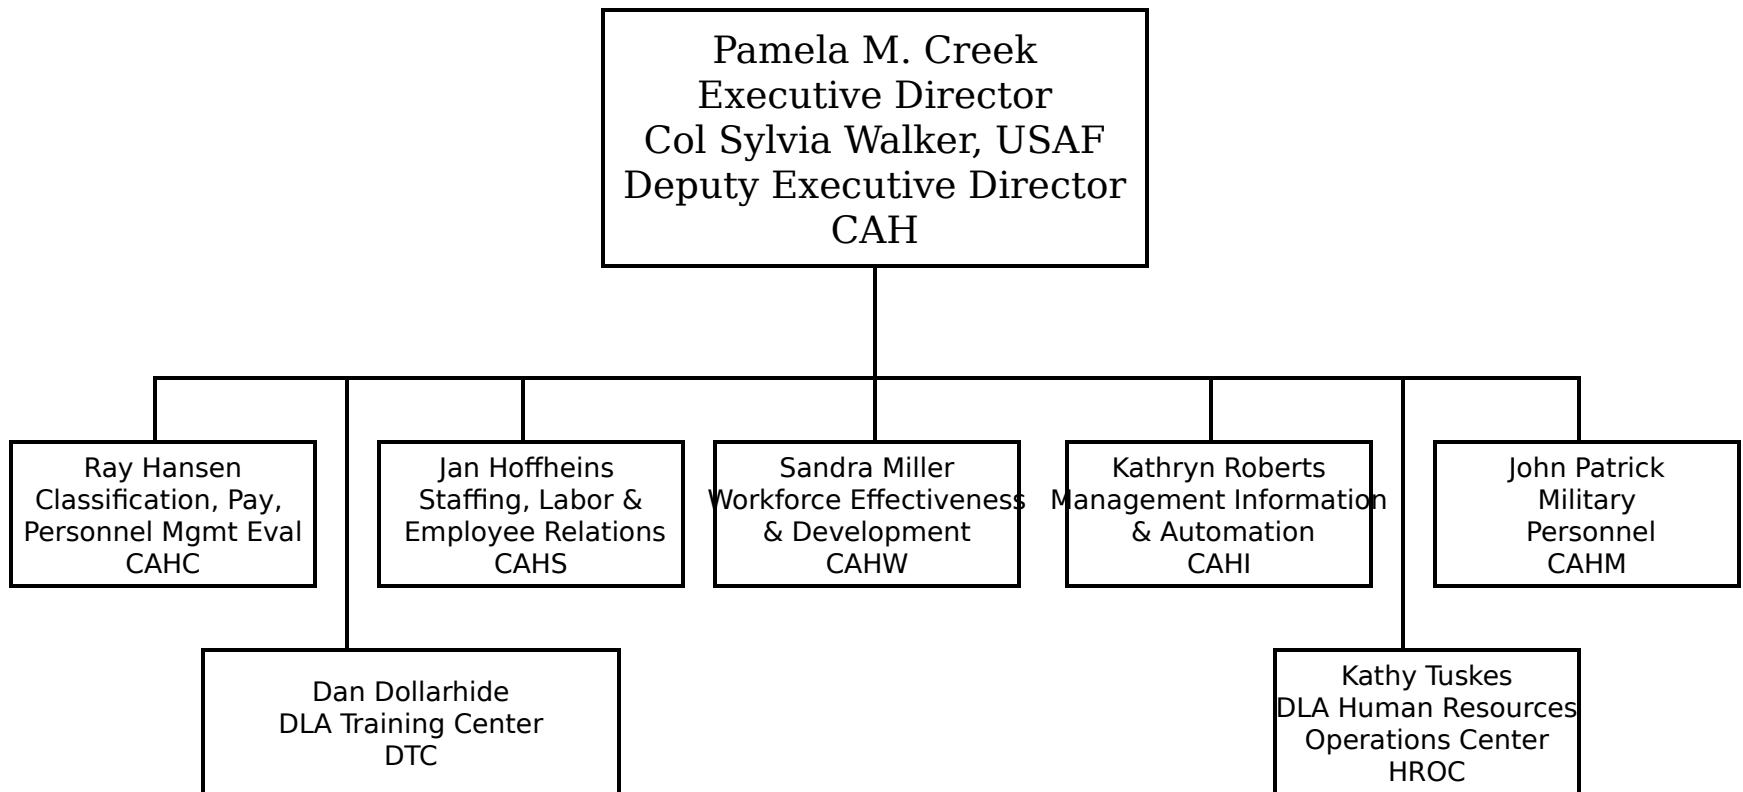 Pamela M. Creek
Executive Director
Col Sylvia Walker, USAF
Deputy Executive Director
CAH
Ray Hansen
Classification, Pay,
Personnel Mgmt Eval
CAHC
Jan Hoffheins
Staffing, Labor &
Employee Relations
CAHS
Sandra Miller
Workforce Effectiveness
& Development
CAHW
Kathryn Roberts
Management Information
& Automation
CAHI
John Patrick
Military
Personnel
CAHM
Dan Dollarhide
DLA Training Center
DTC
Kathy Tuskes
DLA Human Resources
Operations Center
HROC